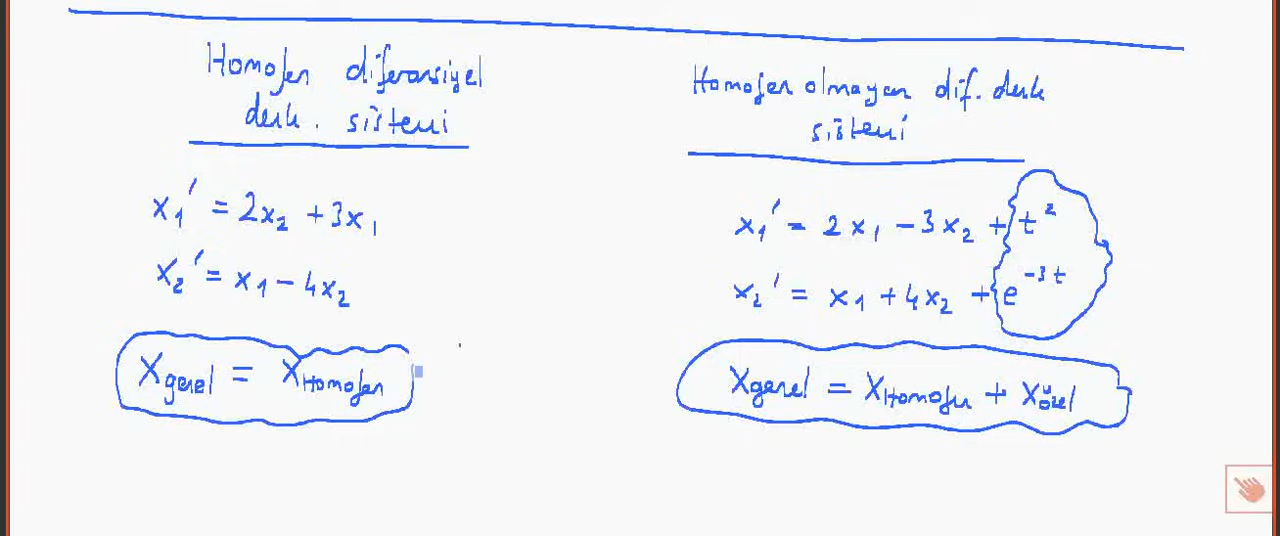 Homojen diferansiyel
denk. sistemi
x₁' = 2x₂ + 3x₁
x₂' = x₁ - 4x₂
Xgenel = XHomojen
Homojen olmayan dif. denk
sistemi
x₁' = 2x₁ - 3x₂ + t²
x₂' = x₁ + 4x₂ + e⁻³ᵗ
Xgenel = XHomojen + Xözel